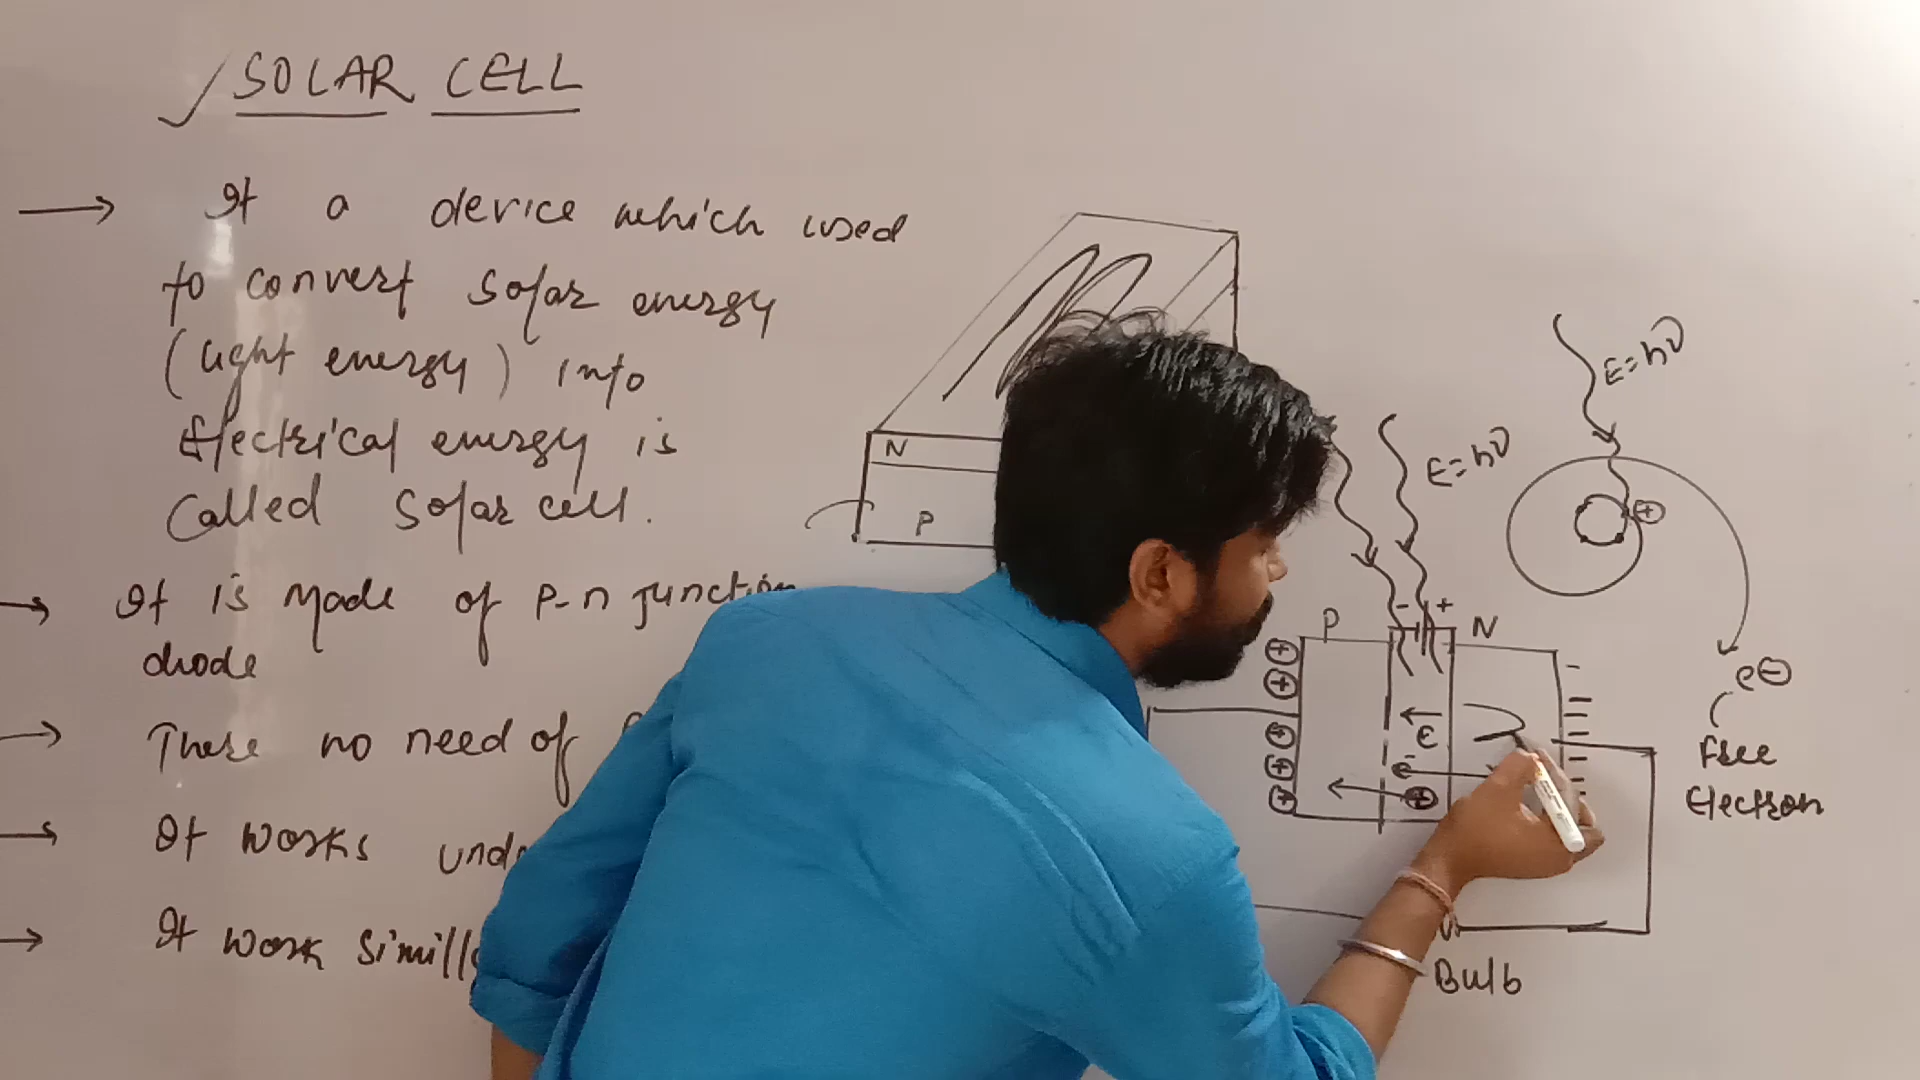 SOLAR CELL
→ It a device which used
to convert solar energy
(light energy) into
Electrical energy is
Called solar cell.
→ It is made of P-n junction
diode
→ There no need of
→ It works
→ It work
N
P
E=hν
E=hν
- +
P N
⊕
⊕
⊕
⊕
⊕
⊕
← E
-
⊕
e⊖
Free
Electron
Bulb